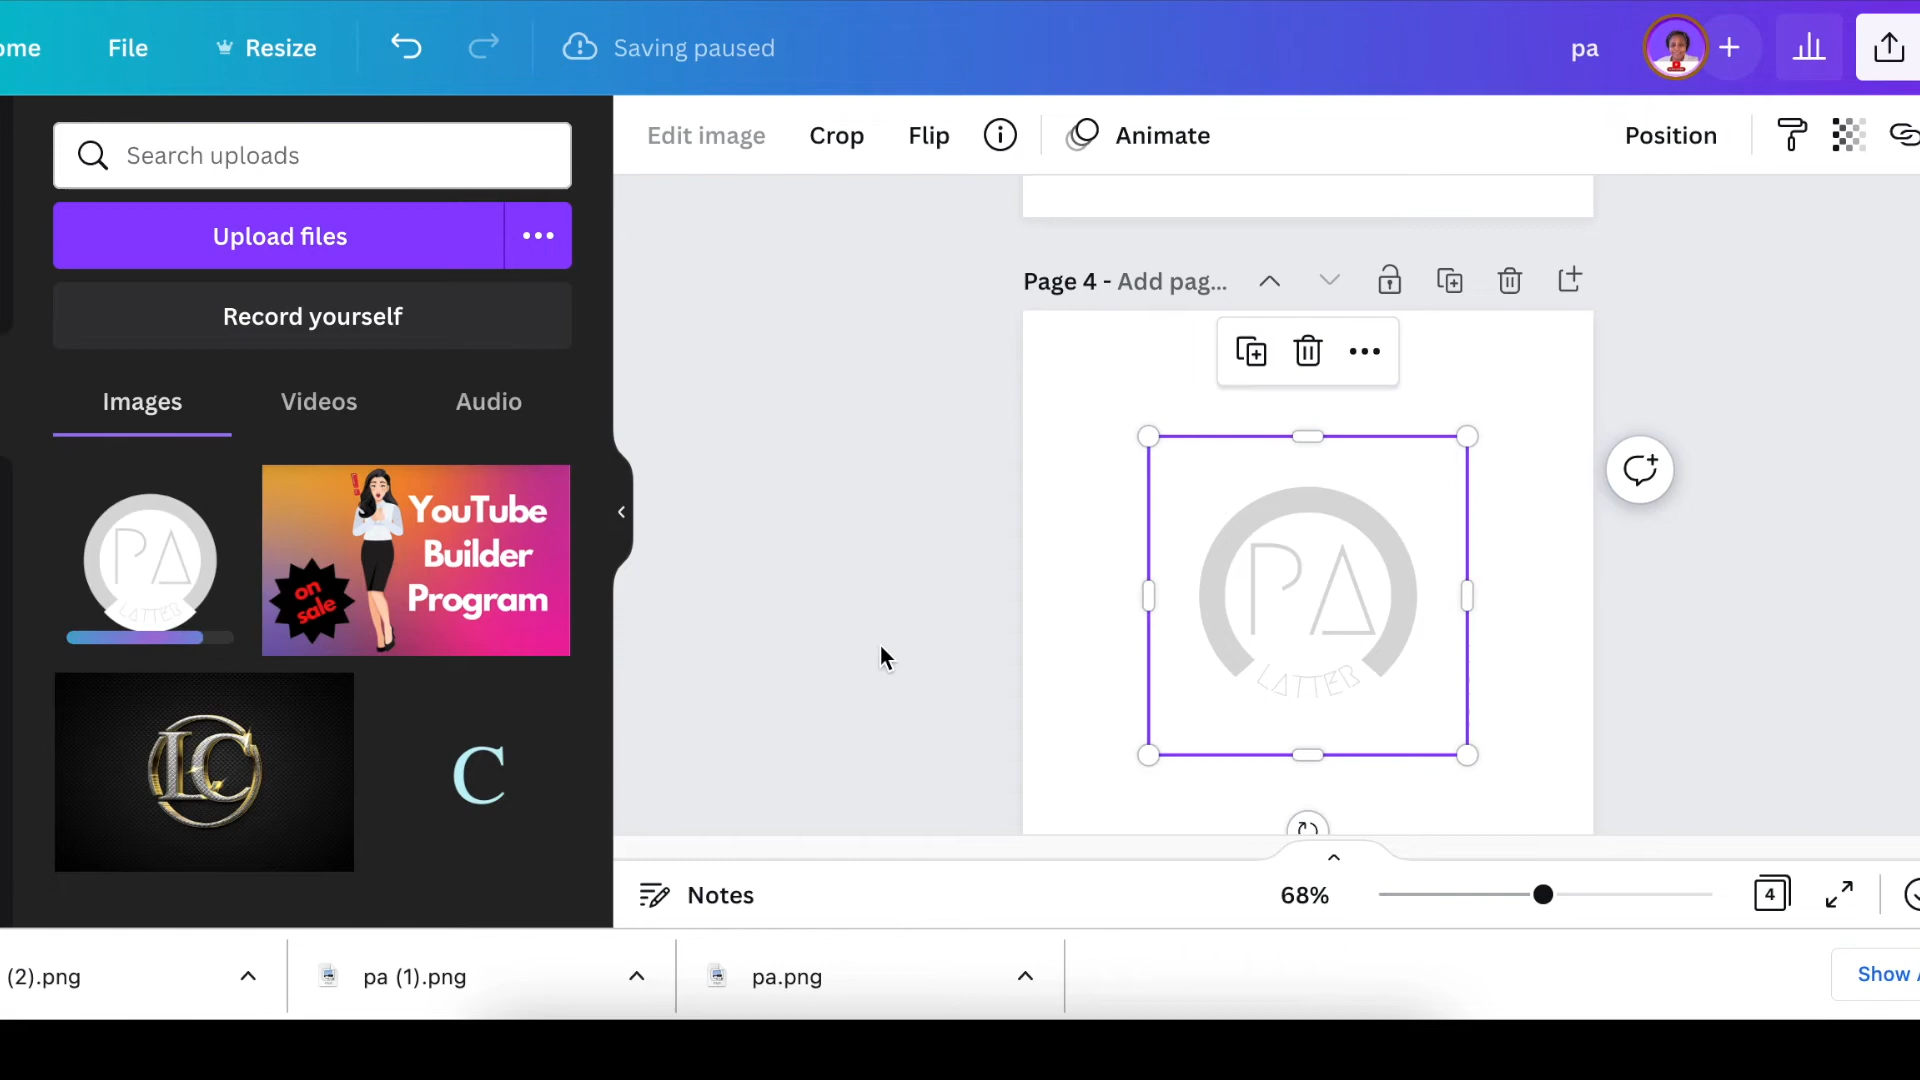 ome File Resize Saving paused pa
Search uploads
Edit image Crop Flip Animate Position
Upload files
Record yourself
Page 4 - Add pag...
Images Videos Audio
PA
LATTER
YouTube
Builder
Program
on
sale
LC
C
PA
LATTER
Notes 68% 4
(2).png pa (1).png pa.png Show A